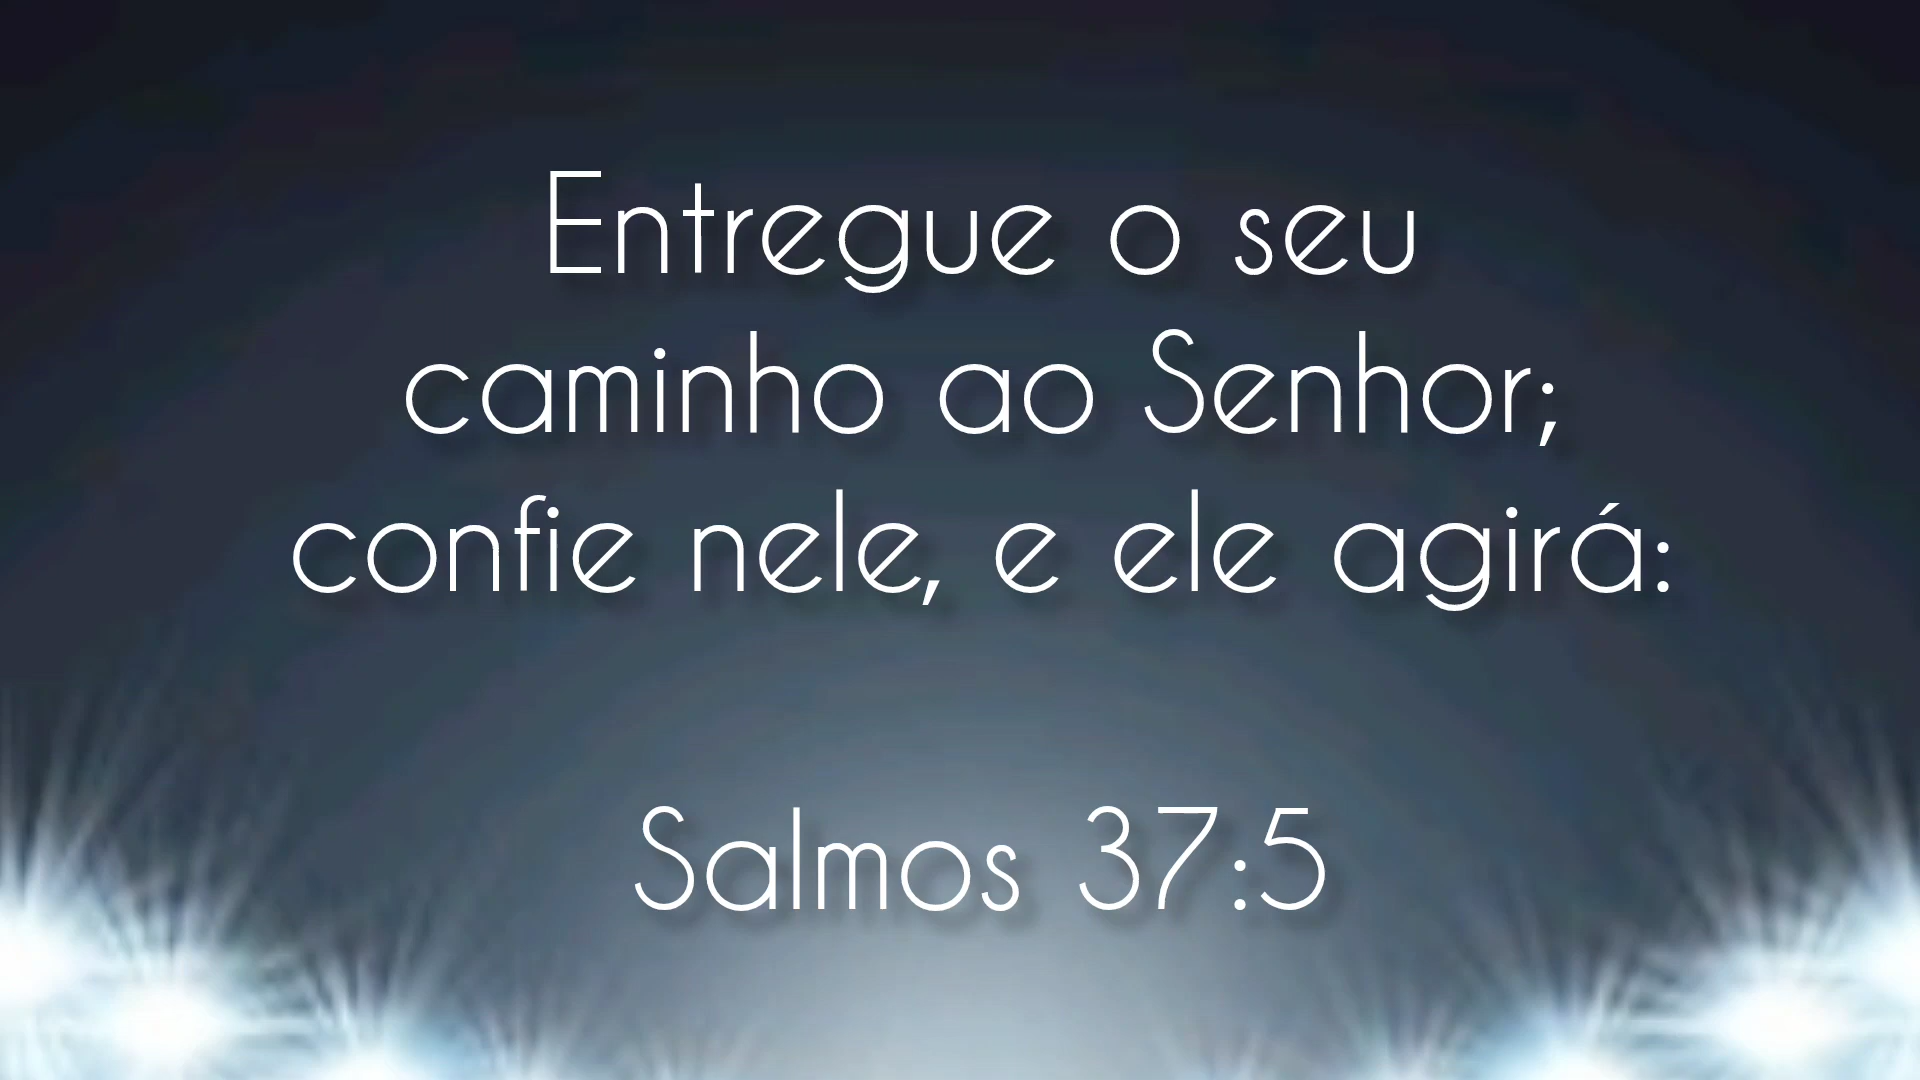 Entregue o seu
caminho ao Senhor;
confie nele, e ele agirá:
Salmos 37:5